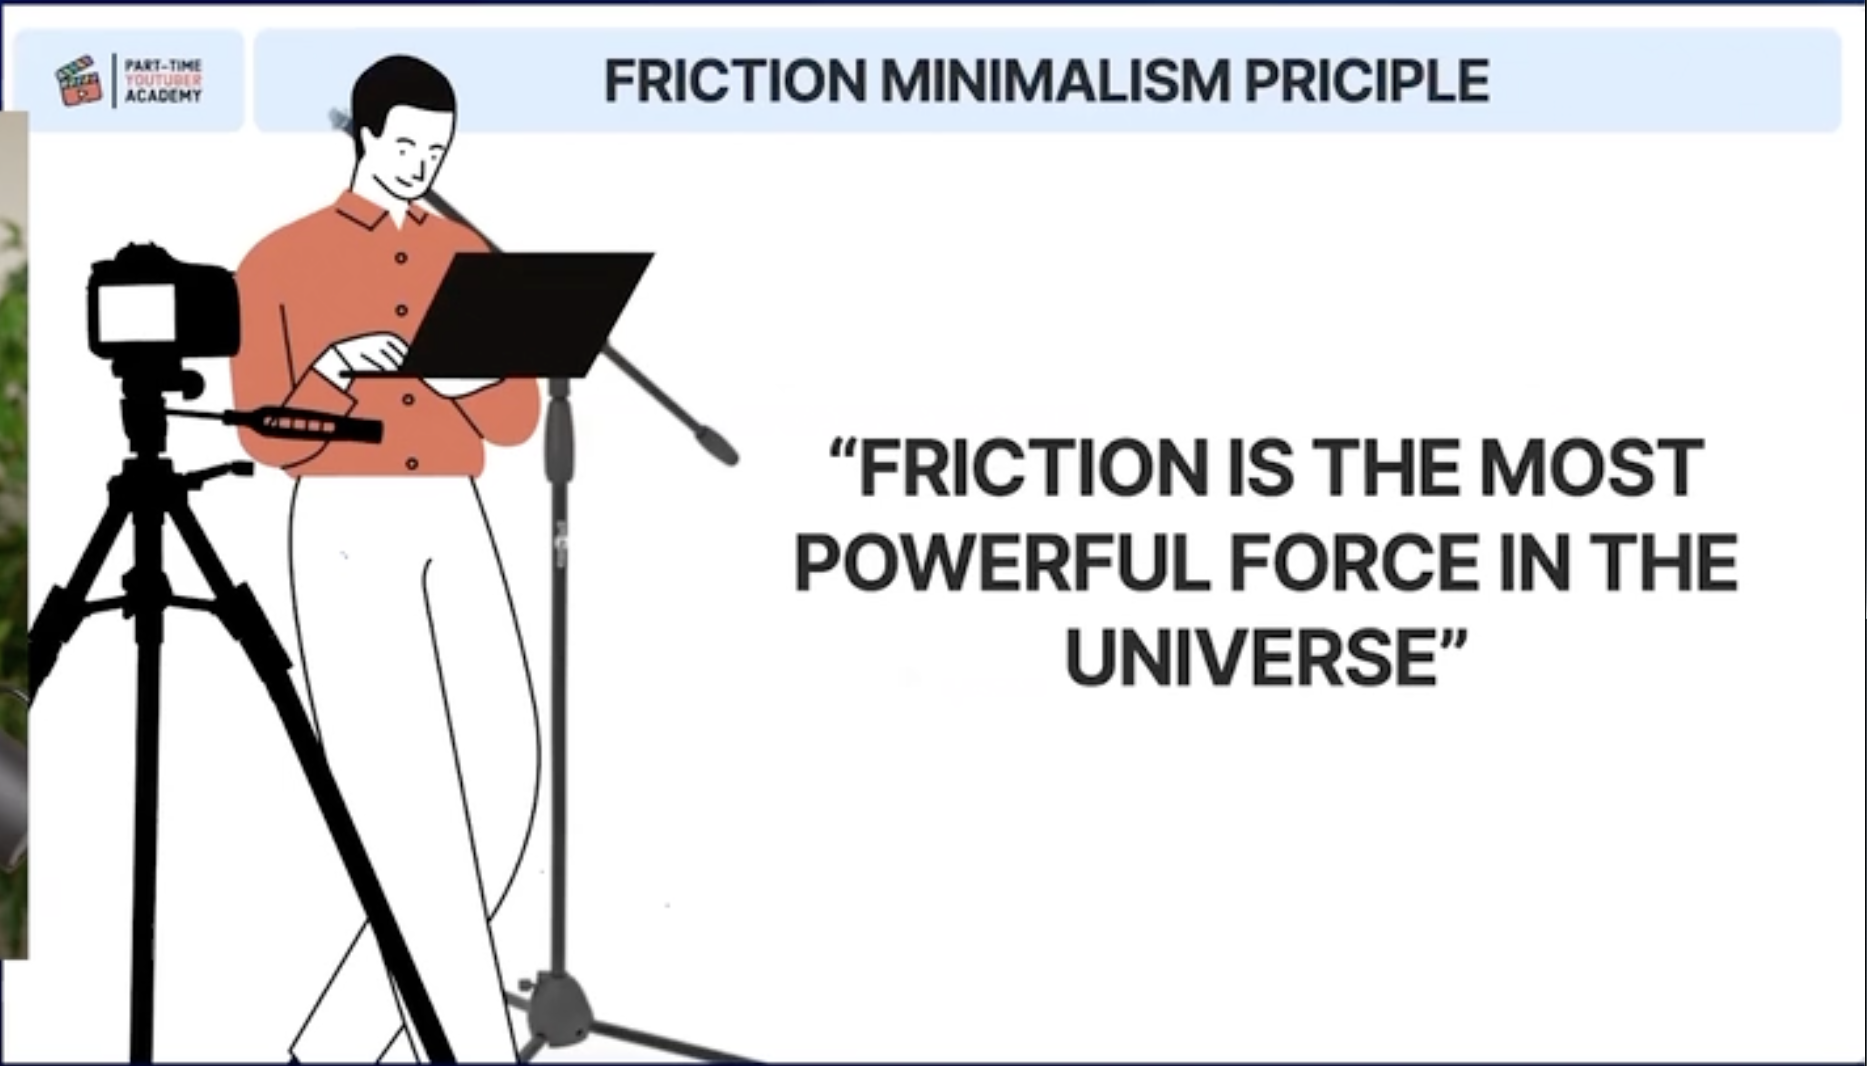 PART-TIME
YOUTUBER
ACADEMY
FRICTION MINIMALISM PRICIPLE
“FRICTION IS THE MOST
POWERFUL FORCE IN THE
UNIVERSE”